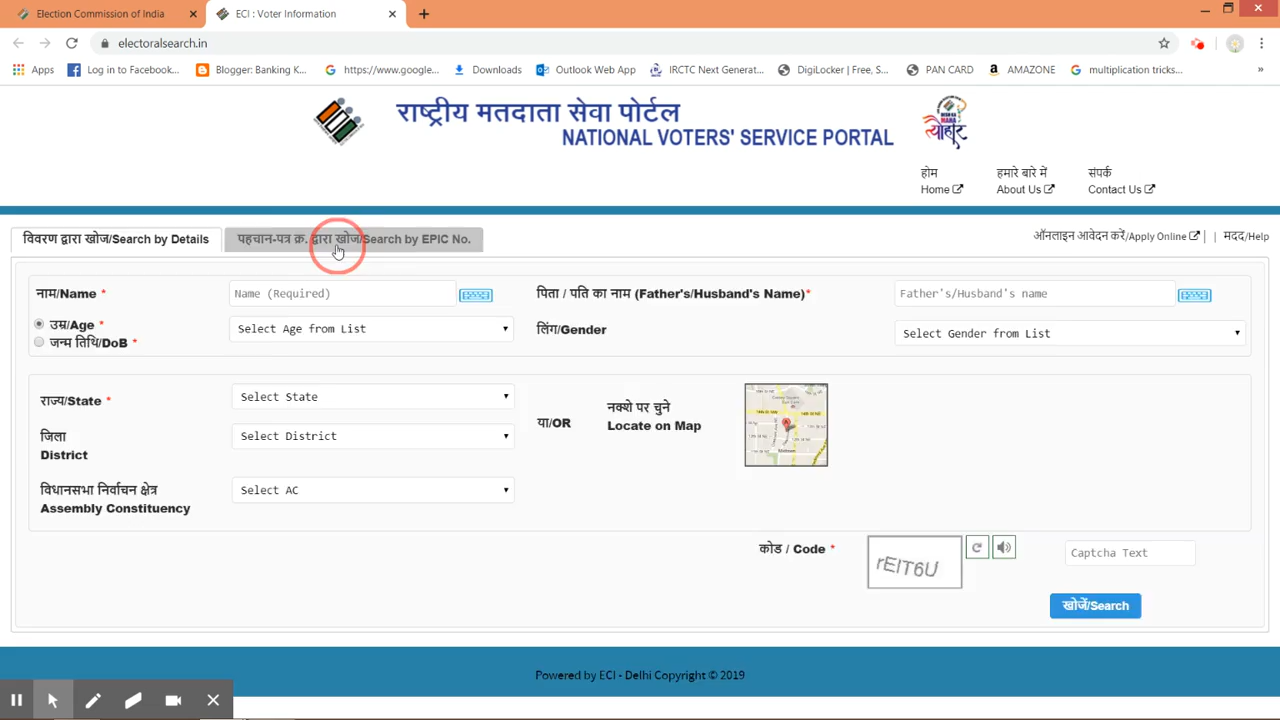 Election Commission of India
ECI : Voter Information
electoralsearch.in
Apps
Log in to Facebook...
Blogger: Banking K...
https://www.google...
Downloads
Outlook Web App
IRCTC Next Generat...
DigiLocker | Free, S...
PAN CARD
AMAZONE
multiplication tricks...
»
राष्ट्रीय मतदाता सेवा पोर्टल
NATIONAL VOTERS' SERVICE PORTAL
त्योहार
होम
Home
हमारे बारे में
About Us
संपर्क
Contact Us
विवरण द्वारा खोज/Search by Details
पहचान-पत्र क्र. द्वारा खोज/Search by EPIC No.
ऑनलाइन आवेदन करें/Apply Online | | मदद/Help
नाम/Name *
Name (Required)
पिता / पति का नाम (Father's/Husband's Name)*
Father's/Husband's name
उम्र/Age *
जन्म तिथि/DoB *
Select Age from List
लिंग/Gender
Select Gender from List
राज्य/State *
Select State
जिला
District
Select District
या/OR
नक्शे पर चुने
Locate on Map
विधानसभा निर्वाचन क्षेत्र
Assembly Constituency
Select AC
कोड / Code *
rEIT6U
Captcha Text
खोजें/Search
Powered by ECI - Delhi Copyright © 2019